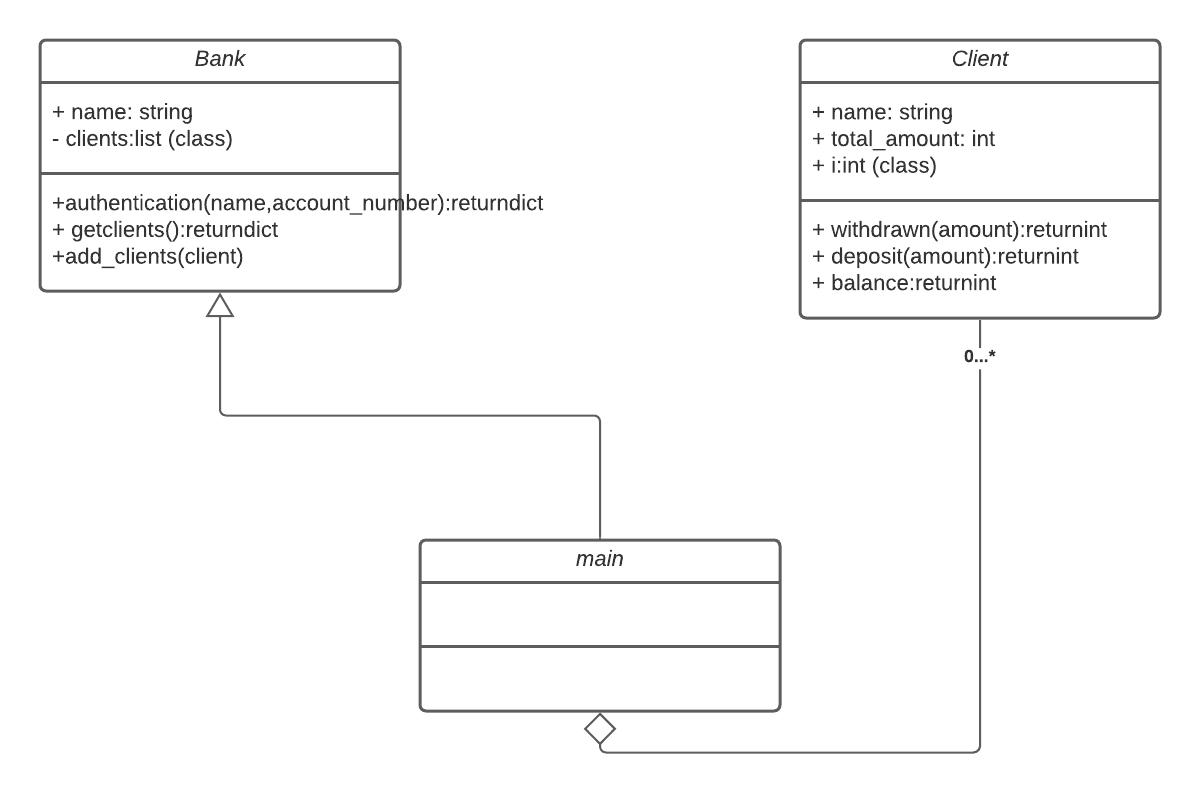 Bank
+ name: string
- clients:list (class)
+authentication(name,account_number):returndict
+ getclients():returndict
+add_clients(client)
Client
+ name: string
+ total_amount: int
+ i:int (class)
+ withdrawn(amount):returnint
+ deposit(amount):returnint
+ balance:returnint
0...*
main